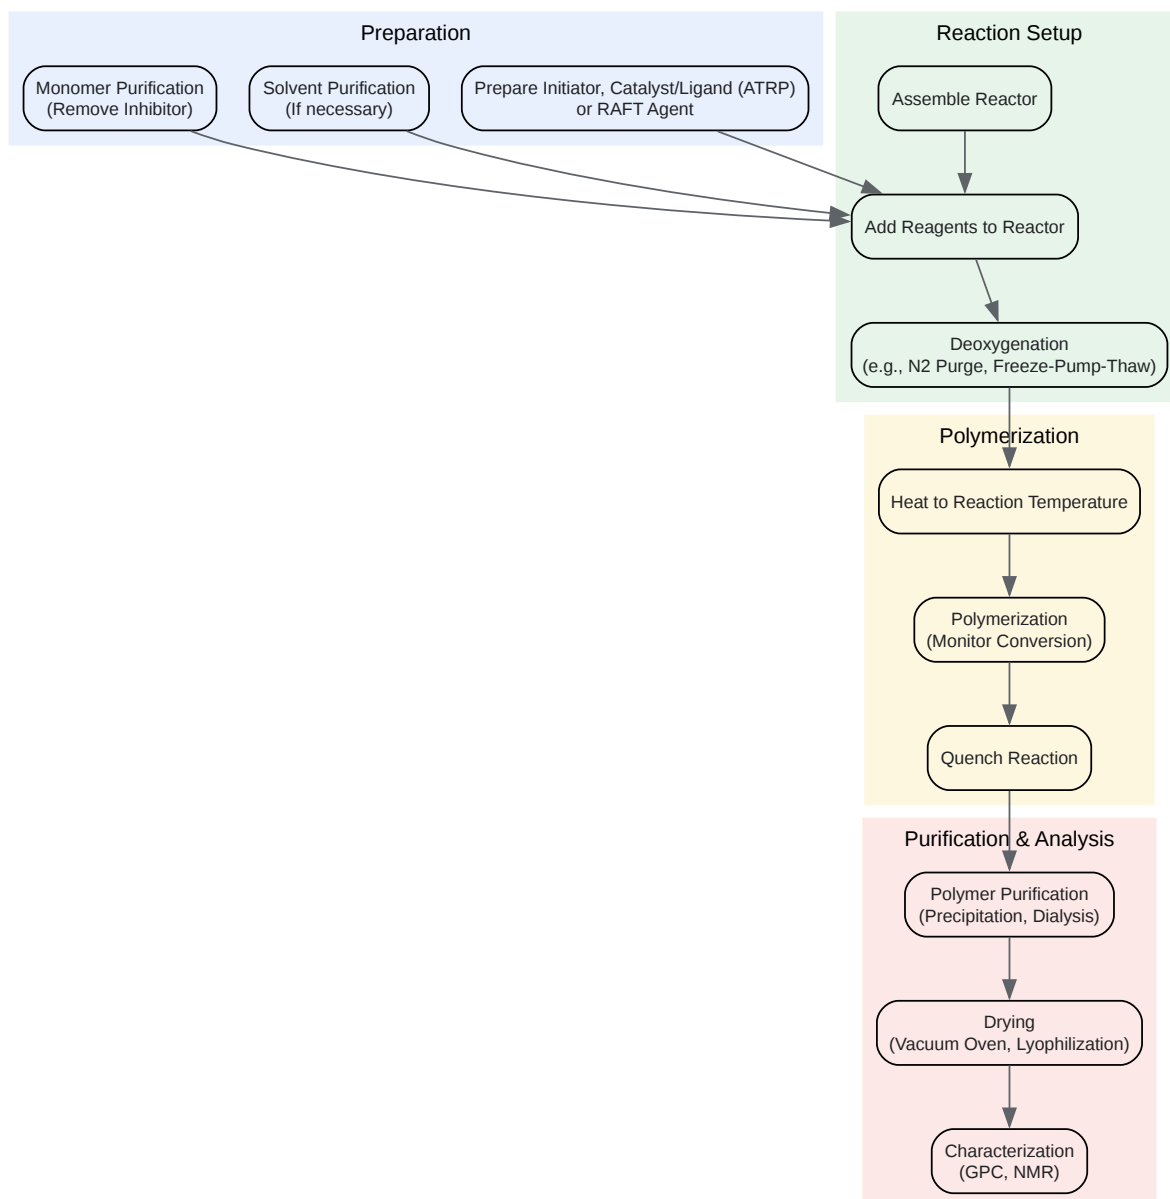 Preparation
Monomer Purification
(Remove Inhibitor)
Solvent Purification
(If necessary)
Prepare Initiator, Catalyst/Ligand (ATRP)
or RAFT Agent
Reaction Setup
Assemble Reactor
Add Reagents to Reactor
Deoxygenation
(e.g., N2 Purge, Freeze-Pump-Thaw)
Polymerization
Heat to Reaction Temperature
Polymerization
(Monitor Conversion)
Quench Reaction
Purification & Analysis
Polymer Purification
(Precipitation, Dialysis)
Drying
(Vacuum Oven, Lyophilization)
Characterization
(GPC, NMR)